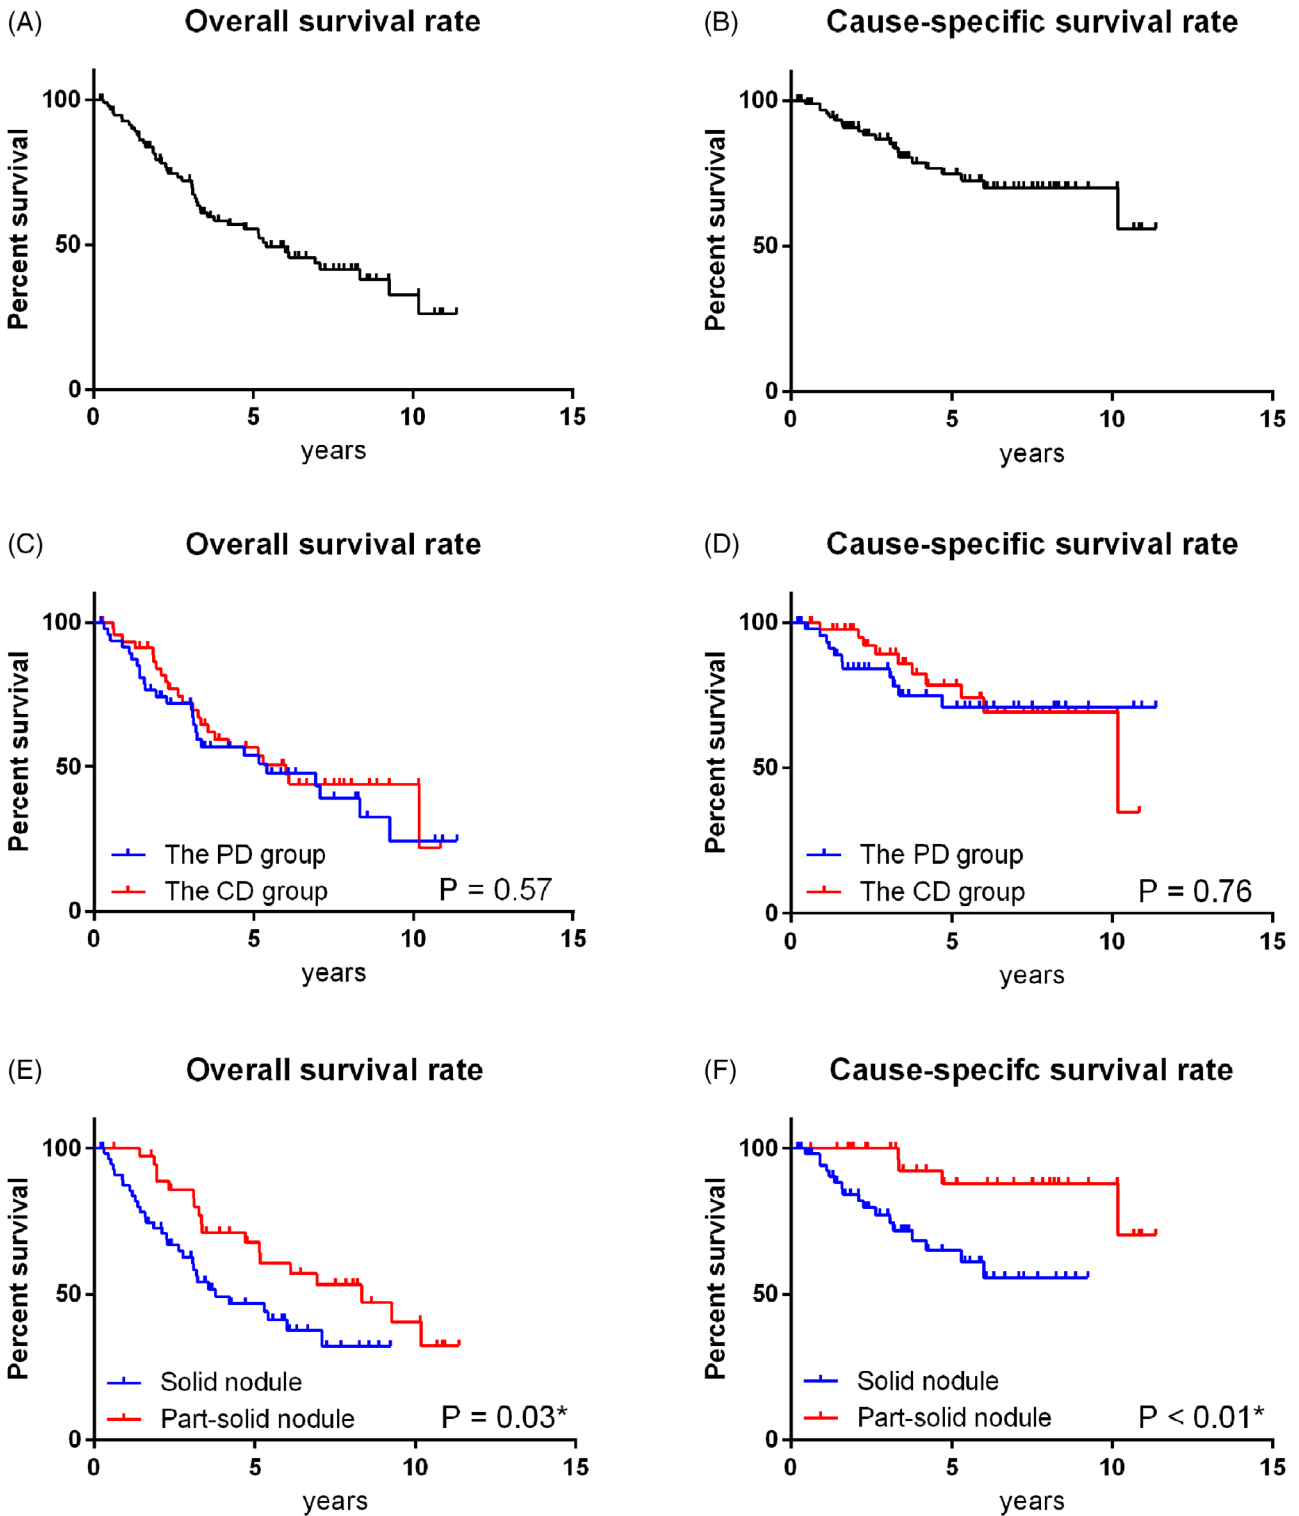 (A) Overall survival rate
Percent survival
100
50
0
0 5 10 15
years
(B) Cause-specific survival rate
Percent survival
100
50
0
0 5 10 15
years
(C) Overall survival rate
Percent survival
100
50
0
The PD group
The CD group
P = 0.57
0 5 10 15
years
(D) Cause-specific survival rate
Percent survival
100
50
0
The PD group
The CD group
P = 0.76
0 5 10 15
years
(E) Overall survival rate
Percent survival
100
50
0
Solid nodule
Part-solid nodule
P = 0.03*
0 5 10 15
years
(F) Cause-specifc survival rate
Percent survival
100
50
0
Solid nodule
Part-solid nodule
P < 0.01*
0 5 10 15
years